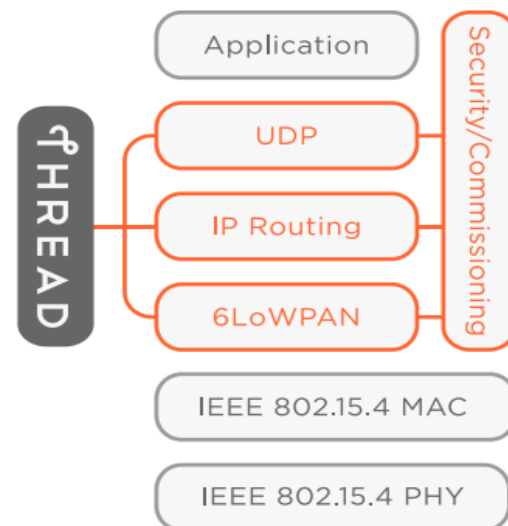 Application
UDP
IP Routing
6LoWPAN
IEEE 802.15.4 MAC
IEEE 802.15.4 PHY
THREAD
Security/Commissioning